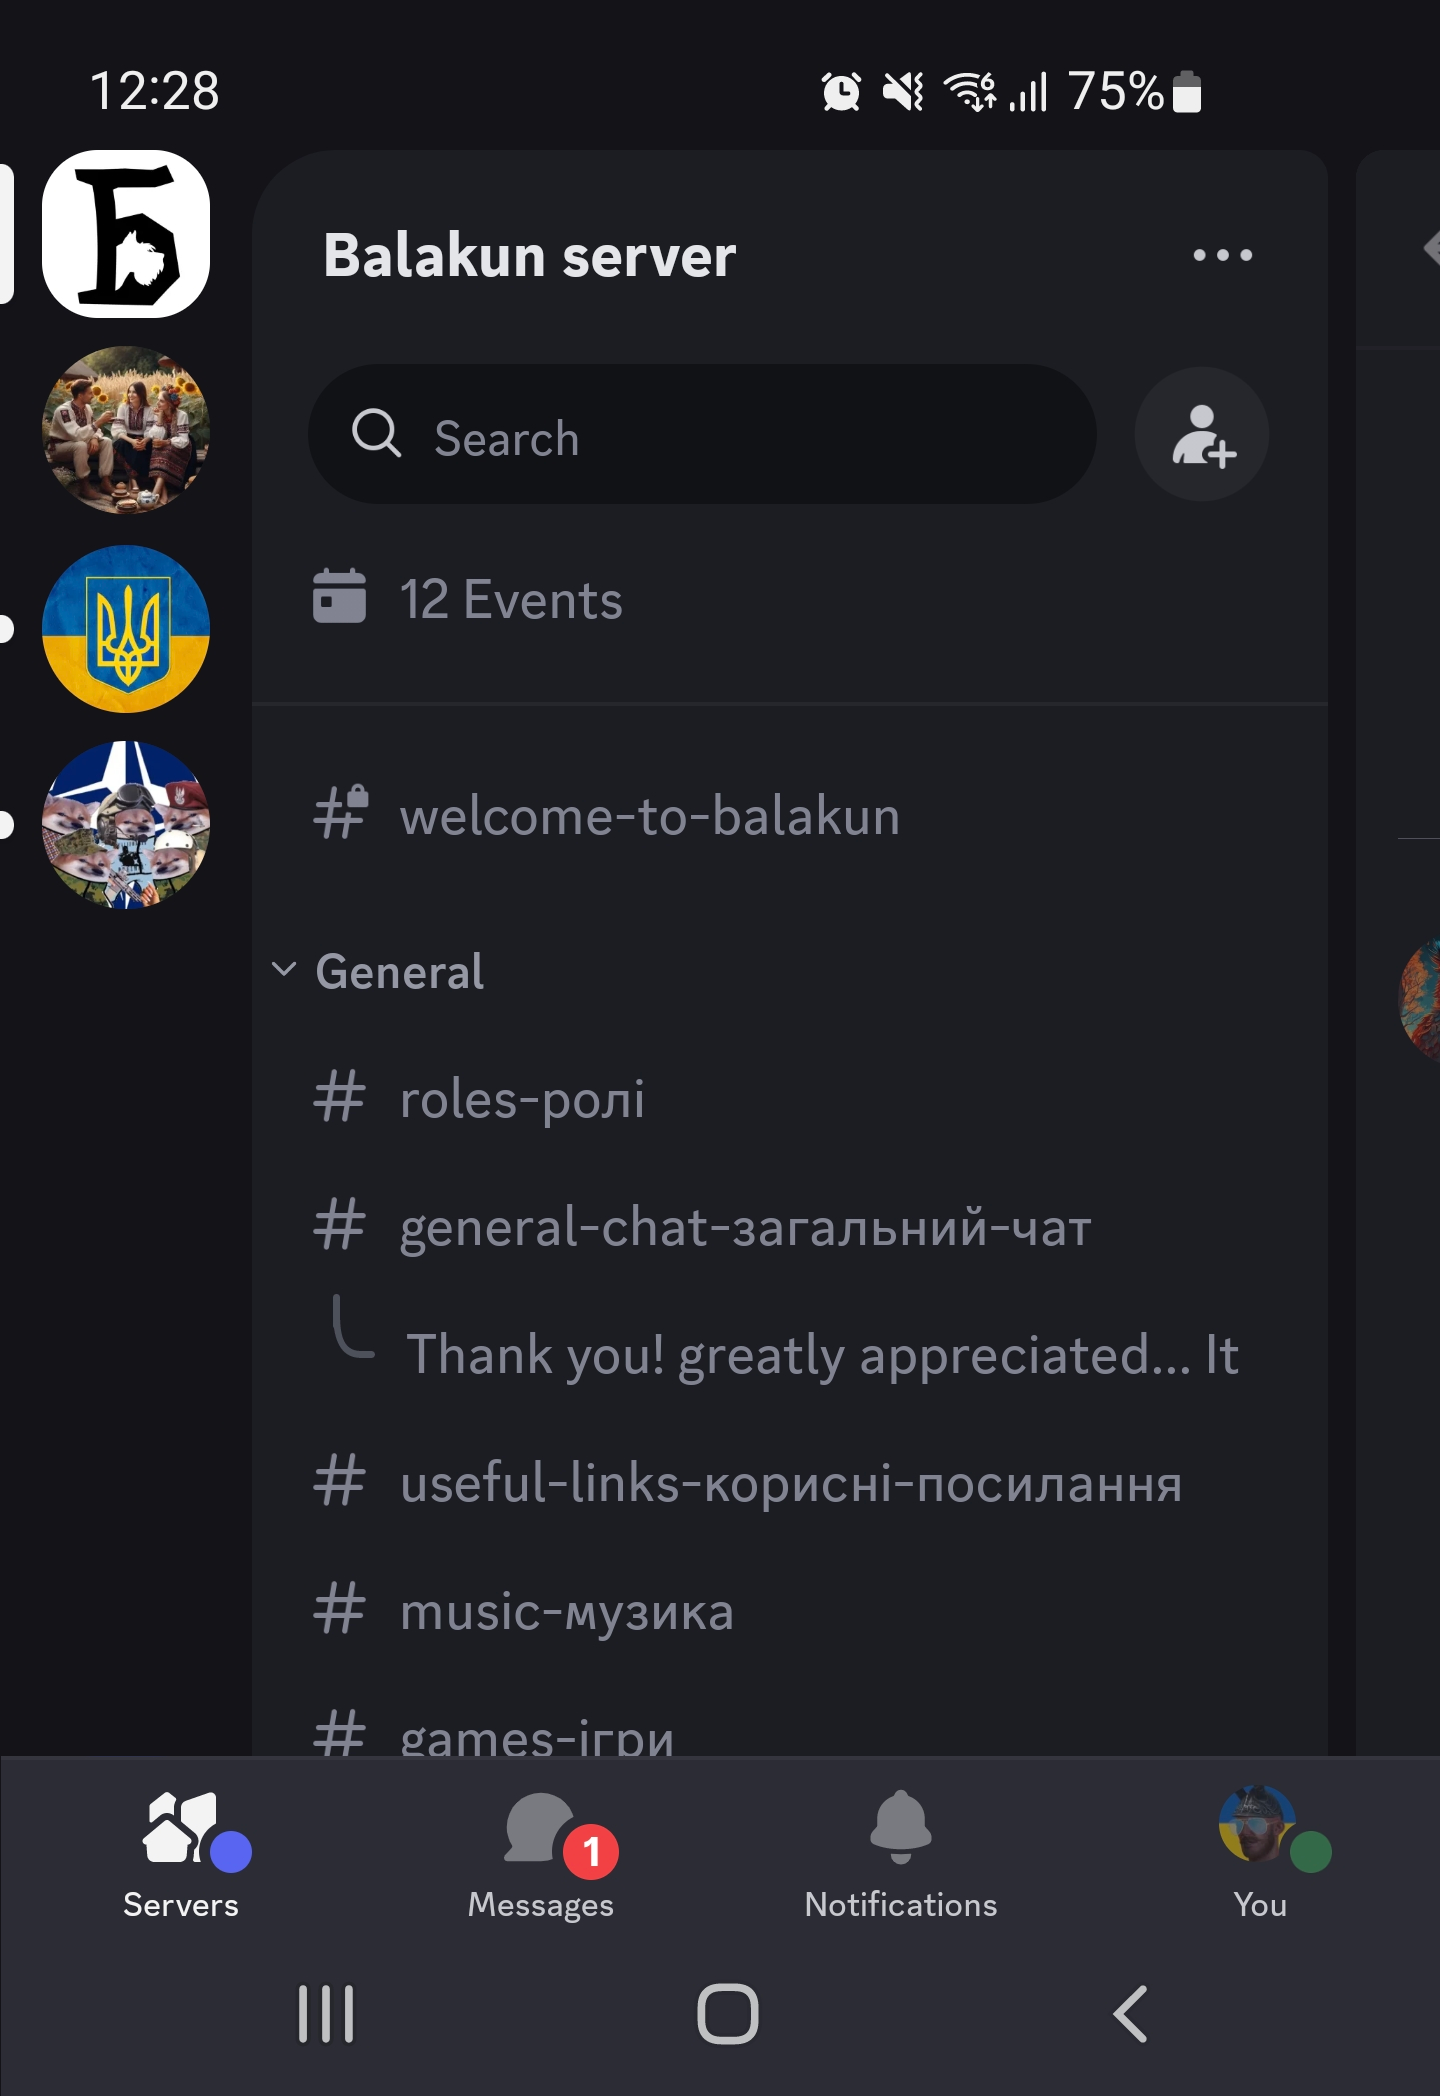 12:28
75%
Б
Balakun server
Search
12 Events
welcome-to-balakun
General
roles-ролі
general-chat-загальний-чат
Thank you! greatly appreciated... It
useful-links-корисні-посилання
music-музика
games-ігри
1
Servers
Messages
Notifications
You